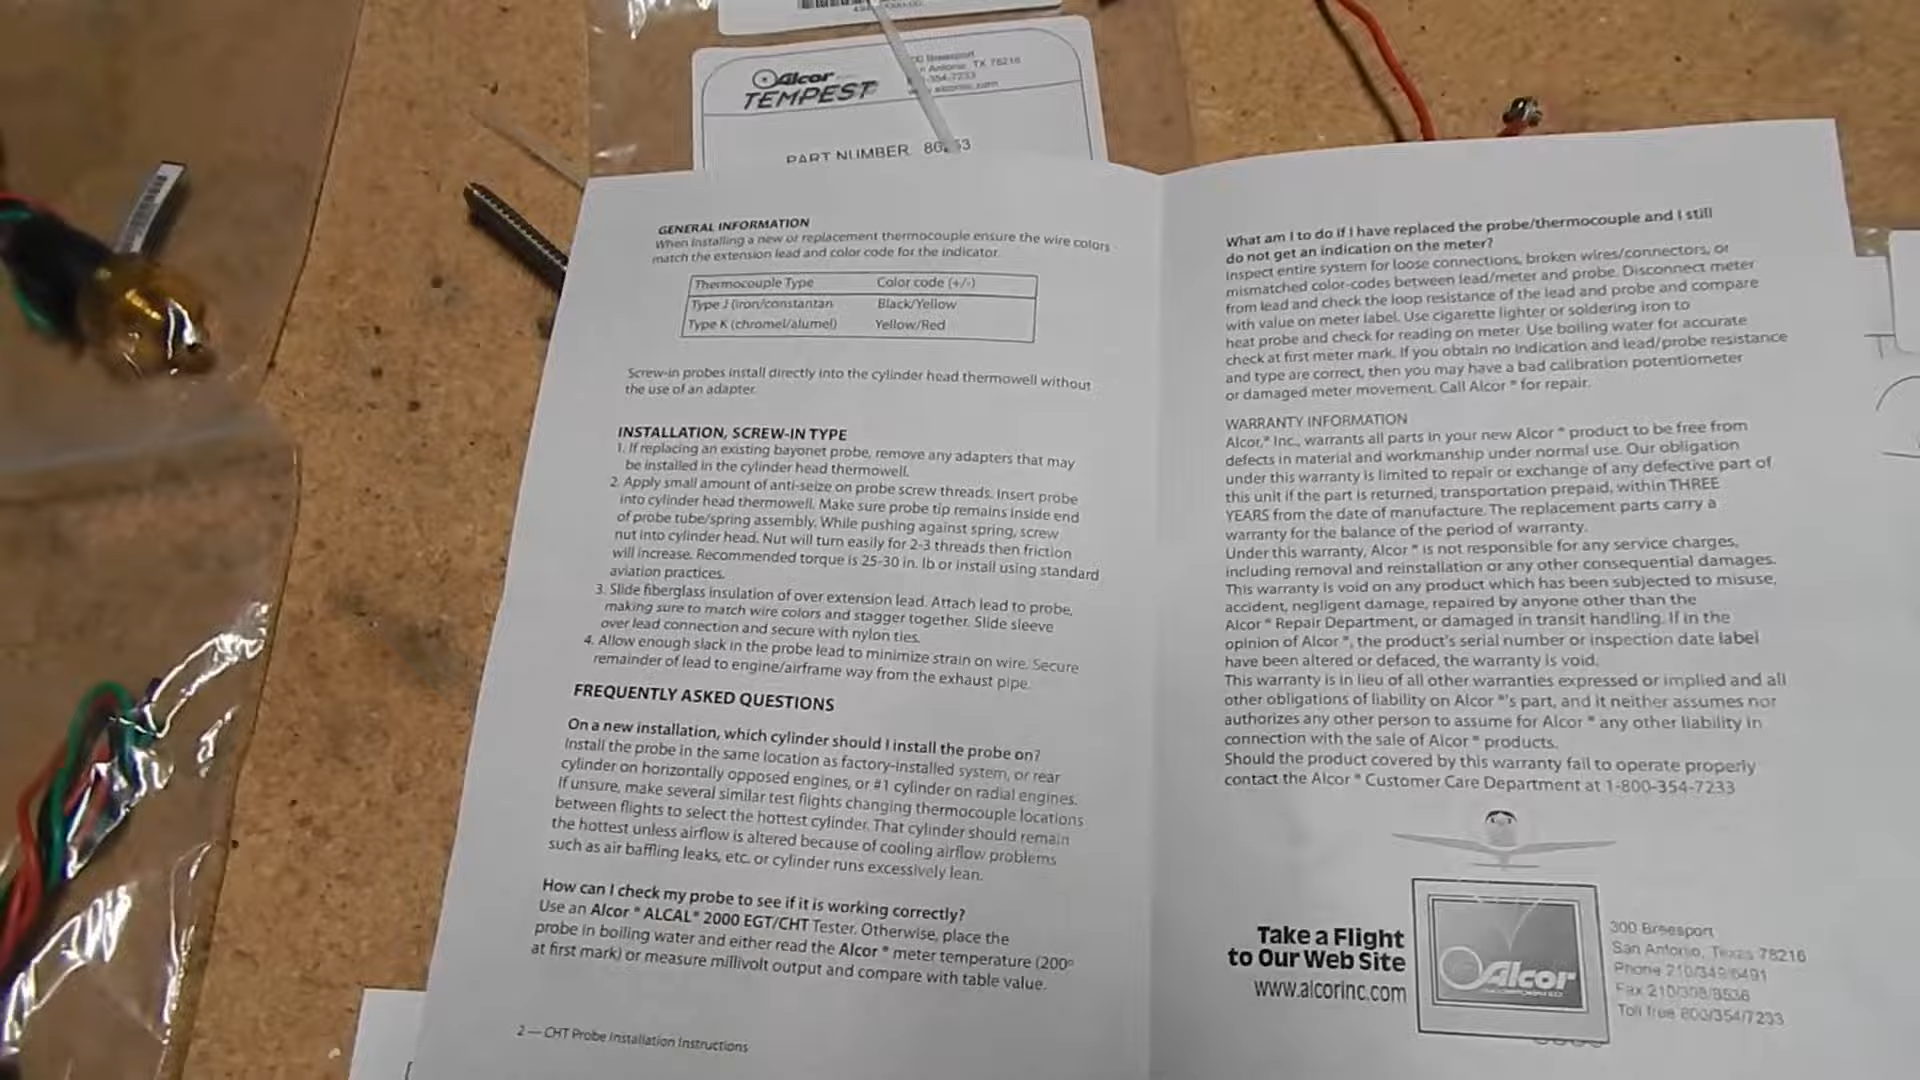 Alcor
TEMPEST
San Antonio, TX 78216
354-7233
PART NUMBER
GENERAL INFORMATION
When installing a new or replacement thermocouple ensure the wire colors
match the extension lead and color code for the indicator.
Thermocouple Type Color code (+/-)
Type J (iron/constantan Black/Yellow
Type K (chromel/alumel) Yellow/Red
Screw-in probes install directly into the cylinder head thermowell without
the use of an adapter.
INSTALLATION, SCREW-IN TYPE
1. If replacing an existing bayonet probe, remove any adapters that may
be installed in the cylinder head thermowell.
2. Apply small amount of anti-seize on probe screw threads. Insert probe
into cylinder head thermowell. Make sure probe tip remains inside end
of probe tube/spring assembly. While pushing against spring, screw
nut into cylinder head. Nut will turn easily for 2-3 threads then friction
will increase. Recommended torque is 25-30 in. lb or install using standard
aviation practices.
3. Slide fiberglass insulation of over extension lead. Attach lead to probe,
making sure to match wire colors and stagger together. Slide sleeve
over lead connection and secure with nylon ties.
4. Allow enough slack in the probe lead to minimize strain on wire. Secure
remainder of lead to engine/airframe way from the exhaust pipe.
FREQUENTLY ASKED QUESTIONS
On a new installation, which cylinder should I install the probe on?
Install the probe in the same location as factory-installed system, or rear
cylinder on horizontally opposed engines, or #1 cylinder on radial engines.
If unsure, make several similar test flights changing thermocouple locations
between flights to select the hottest cylinder. That cylinder should remain
the hottest unless airflow is altered because of cooling airflow problems
such as air baffling leaks, etc. or cylinder runs excessively lean.
How can I check my probe to see if it is working correctly?
Use an Alcor® ALCAL® 2000 EGT/CHT Tester. Otherwise, place the
probe in boiling water and either read the Alcor® meter temperature (200°
at first mark) or measure millivolt output and compare with table value.
2 — CHT Probe Installation Instructions
What am I to do if I have replaced the probe/thermocouple and I still
do not get an indication on the meter?
Inspect entire system for loose connections, broken wires/connectors, or
mismatched color-codes between lead/meter and probe. Disconnect meter
from lead and check the loop resistance of the lead and probe and compare
with value on meter label. Use cigarette lighter or soldering iron to
heat probe and check for reading on meter. Use boiling water for accurate
check at first meter mark. If you obtain no indication and lead/probe resistance
and type are correct, then you may have a bad calibration potentiometer
or damaged meter movement. Call Alcor® for repair.
WARRANTY INFORMATION
Alcor,® Inc., warrants all parts in your new Alcor® product to be free from
defects in material and workmanship under normal use. Our obligation
under this warranty is limited to repair or exchange of any defective part of
this unit if the part is returned, transportation prepaid, within THREE
YEARS from the date of manufacture. The replacement parts carry a
warranty for the balance of the period of warranty.
Under this warranty, Alcor® is not responsible for any service charges,
including removal and reinstallation or any other consequential damages.
This warranty is void on any product which has been subjected to misuse,
accident, negligent damage, repaired by anyone other than the
Alcor® Repair Department, or damaged in transit handling. If in the
opinion of Alcor®, the product's serial number or inspection date label
have been altered or defaced, the warranty is void.
This warranty is in lieu of all other warranties expressed or implied and all
other obligations of liability on Alcor®'s part, and it neither assumes nor
authorizes any other person to assume for Alcor® any other liability in
connection with the sale of Alcor® products.
Should the product covered by this warranty fail to operate properly
contact the Alcor® Customer Care Department at 1-800-354-7233
Take a Flight
to Our Web Site
www.alcorinc.com
Alcor
300 Breesport
San Antonio, Texas 78216
Phone 210/349/6491
Fax 210/308/8536
Toll free 800/354/7233